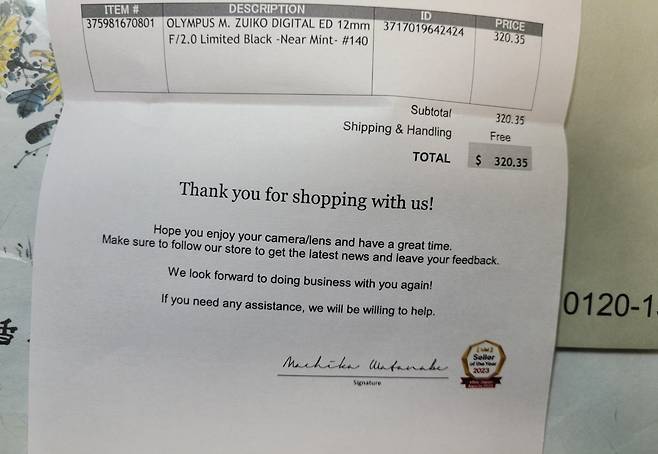 ITEM # DESCRIPTION ID PRICE
375981670801 OLYMPUS M. ZUIKO DIGITAL ED 12mm 3717019642424 320.35
F/2.0 Limited Black -Near Mint- #140
Subtotal 320.35
Shipping & Handling Free
TOTAL $ 320.35
Thank you for shopping with us!
Hope you enjoy your camera/lens and have a great time.
Make sure to follow our store to get the latest news and leave your feedback.
We look forward to doing business with you again!
If you need any assistance, we will be willing to help.
0120-1
香
Machika Watanabe
Signature
Seller
of the Year
2023